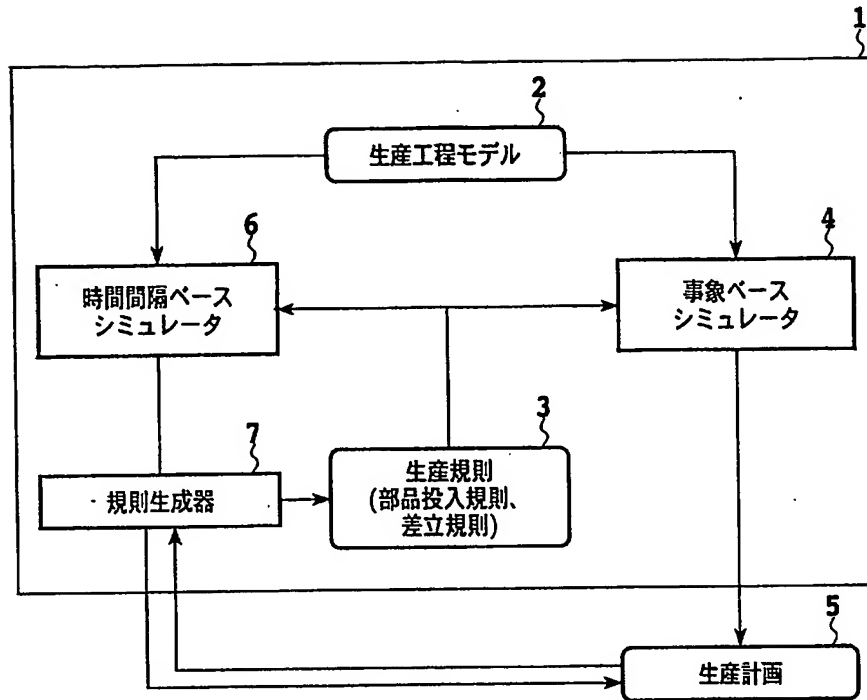 1
2
生産工程モデル
6
4
時間間隔ベース
シミュレータ
事象ベース
シミュレータ
3
7
生産規則
(部品投入規則、
差立規則)
規則生成器
5
生産計画